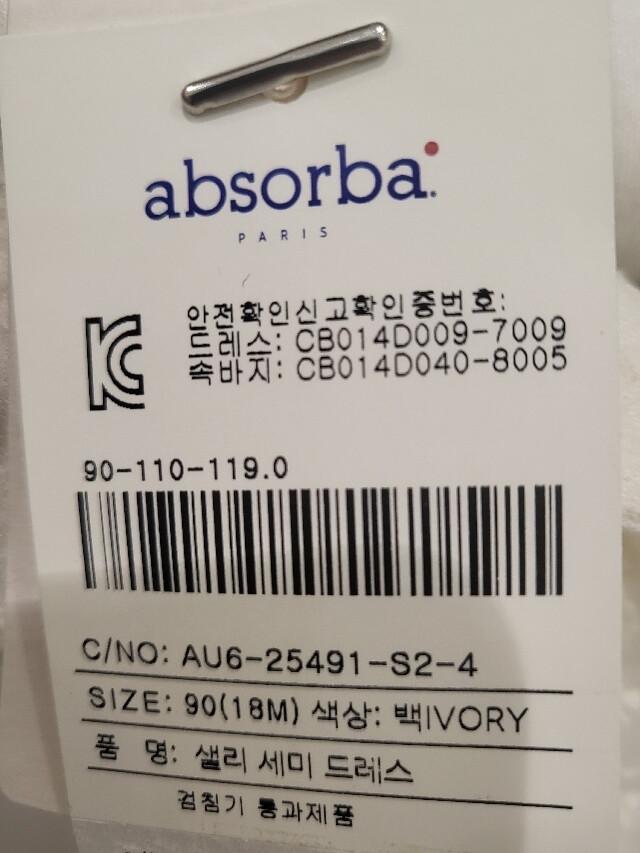 absorba.
PARIS
안전확인신고확인증번호:
드레스: CB014D009-7009
속바지: CB014D040-8005
90-110-119.0
C/NO: AU6-25491-S2-4
SIZE: 90(18M) 색상: 백IVORY
품 명: 샐리 세미 드레스
검침기 통과제품